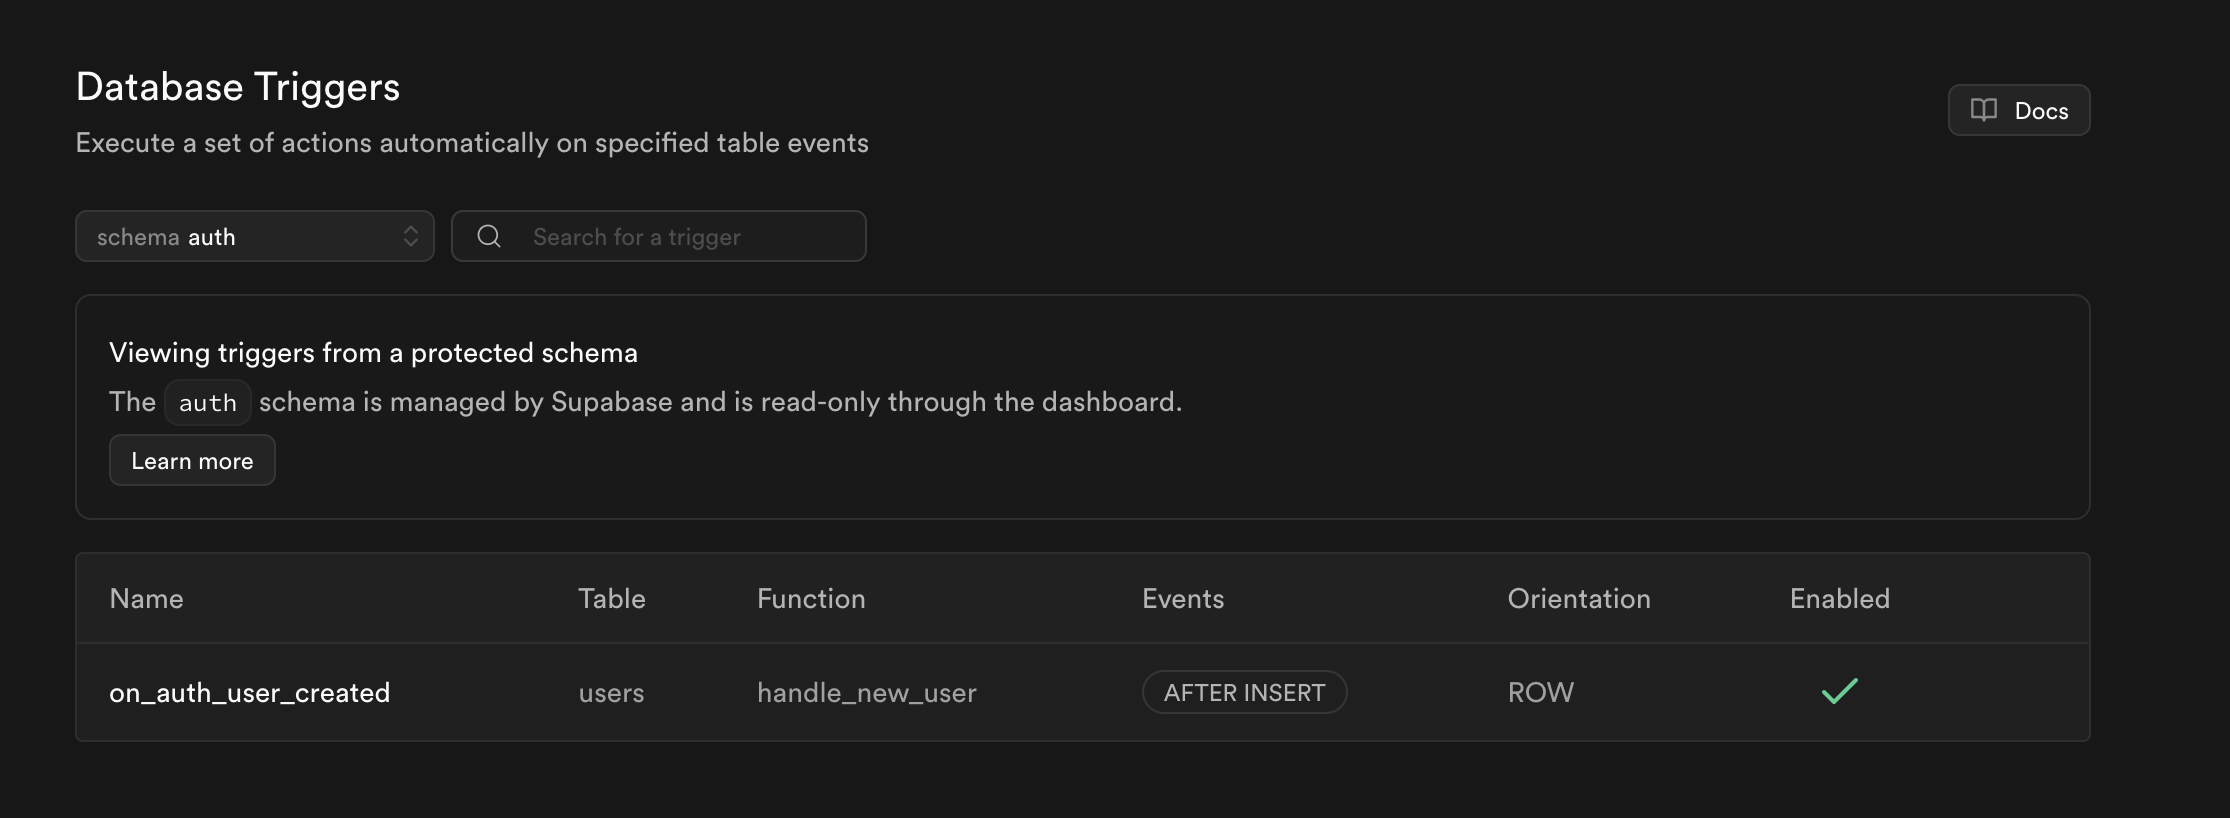 Database Triggers
Execute a set of actions automatically on specified table events
Docs
schema auth
Search for a trigger
Viewing triggers from a protected schema
The auth schema is managed by Supabase and is read-only through the dashboard.
Learn more
Name Table Function Events Orientation Enabled
on_auth_user_created users handle_new_user AFTER INSERT ROW